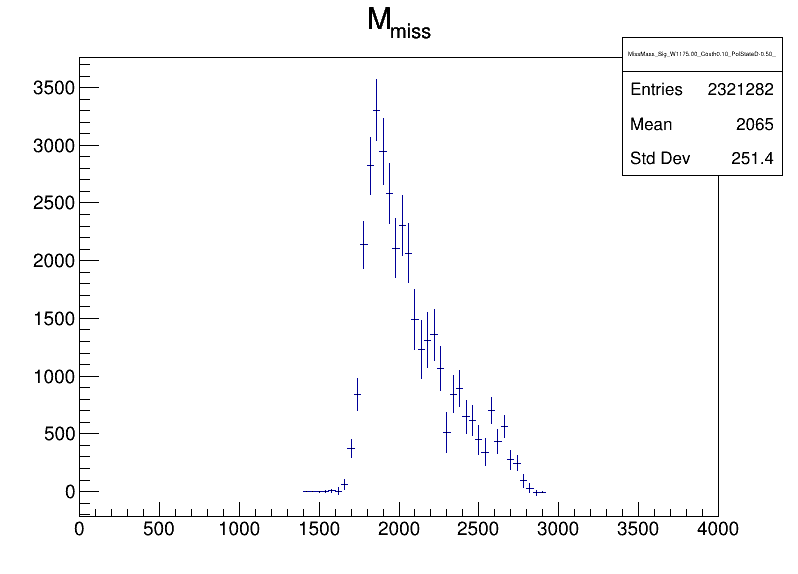 M_miss
MissMass_Sig_W1175.00_Costh0.10_PolStateD-0.50_
Entries 2321282
Mean 2065
Std Dev 251.4
3500
3000
2500
2000
1500
1000
500
0
0 500 1000 1500 2000 2500 3000 3500 4000